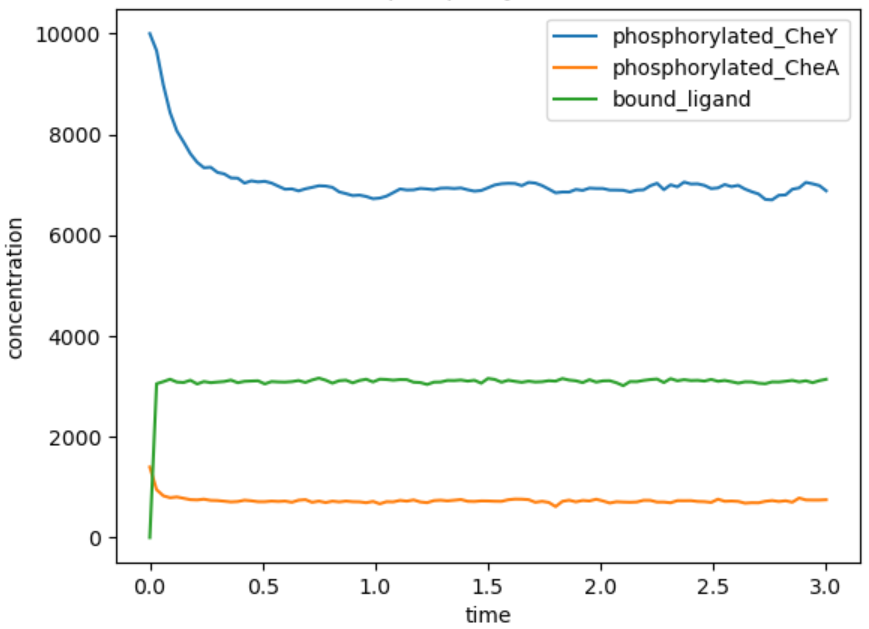 10000
8000
6000
4000
2000
0
concentration
phosphorylated_CheY
phosphorylated_CheA
bound_ligand
0.0 0.5 1.0 1.5 2.0 2.5 3.0
time